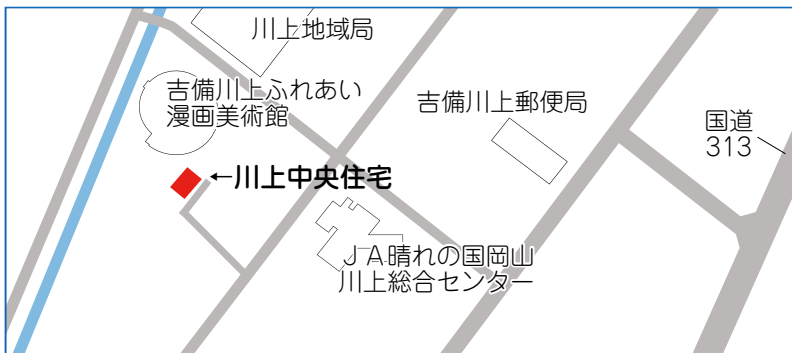 川上地域局
吉備川上ふれあい
漫画美術館
吉備川上郵便局
国道
313
←川上中央住宅
JA晴れの国岡山
川上総合センター